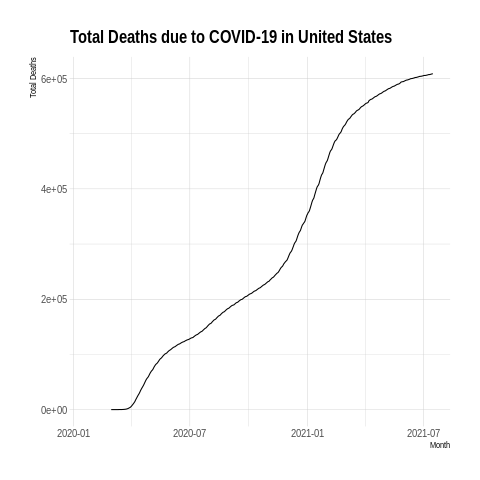 Total Deaths due to COVID-19 in United States
Total Deaths
6e+05
4e+05
2e+05
0e+00
2020-01 2020-07 2021-01 2021-07
Month